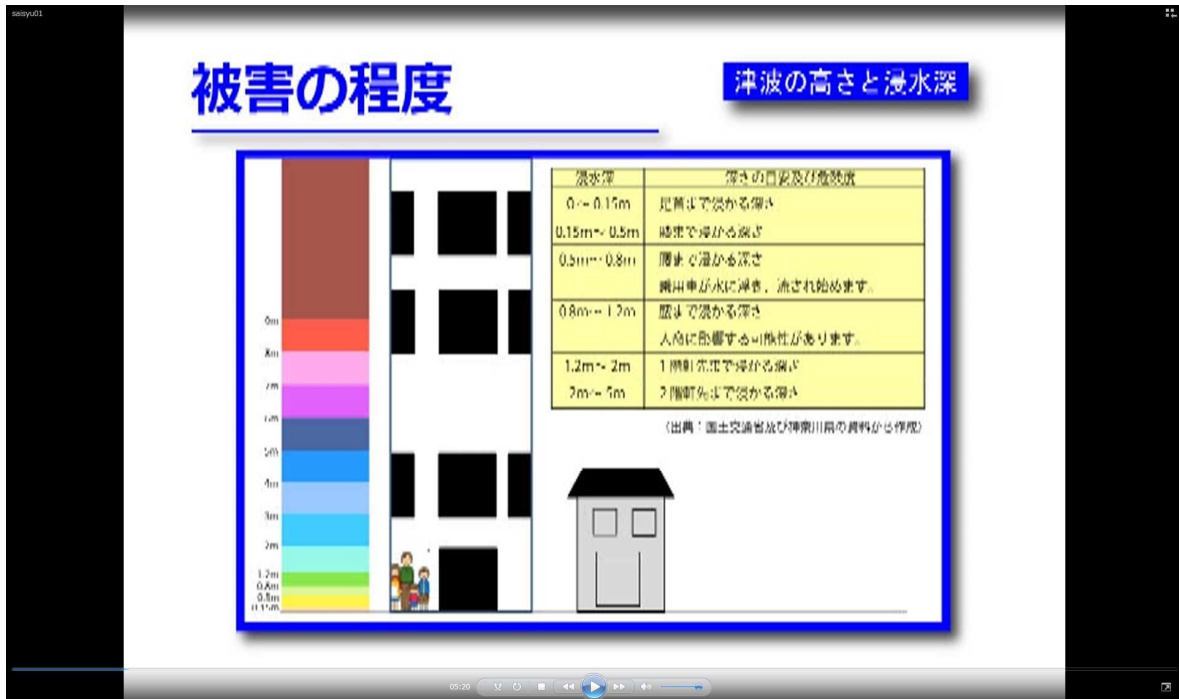 saisyu01
被害の程度
津波の高さと浸水深
浸水深 深さの目安及び危険度
0~ 0.15m 足首まで浸かる深さ
0.15m~ 0.5m 膝まで浸かる深さ
0.5m~ 0.8m 腰まで浸かる深さ
乗用車が水に浮き、流され始めます。
0.8m~ 1.2m まで浸かる深さ
人命に影響する可能性があります。
1.2m~ 2m 1階軒先まで浸かる深さ
2m~ 5m 2階軒先まで浸かる深さ
(出典:国土交通省及び神奈川県の資料から作成)
8m
7m
5m
4m
3m
2m
1.2m
0.8m
0.5m
0.15m
05:20